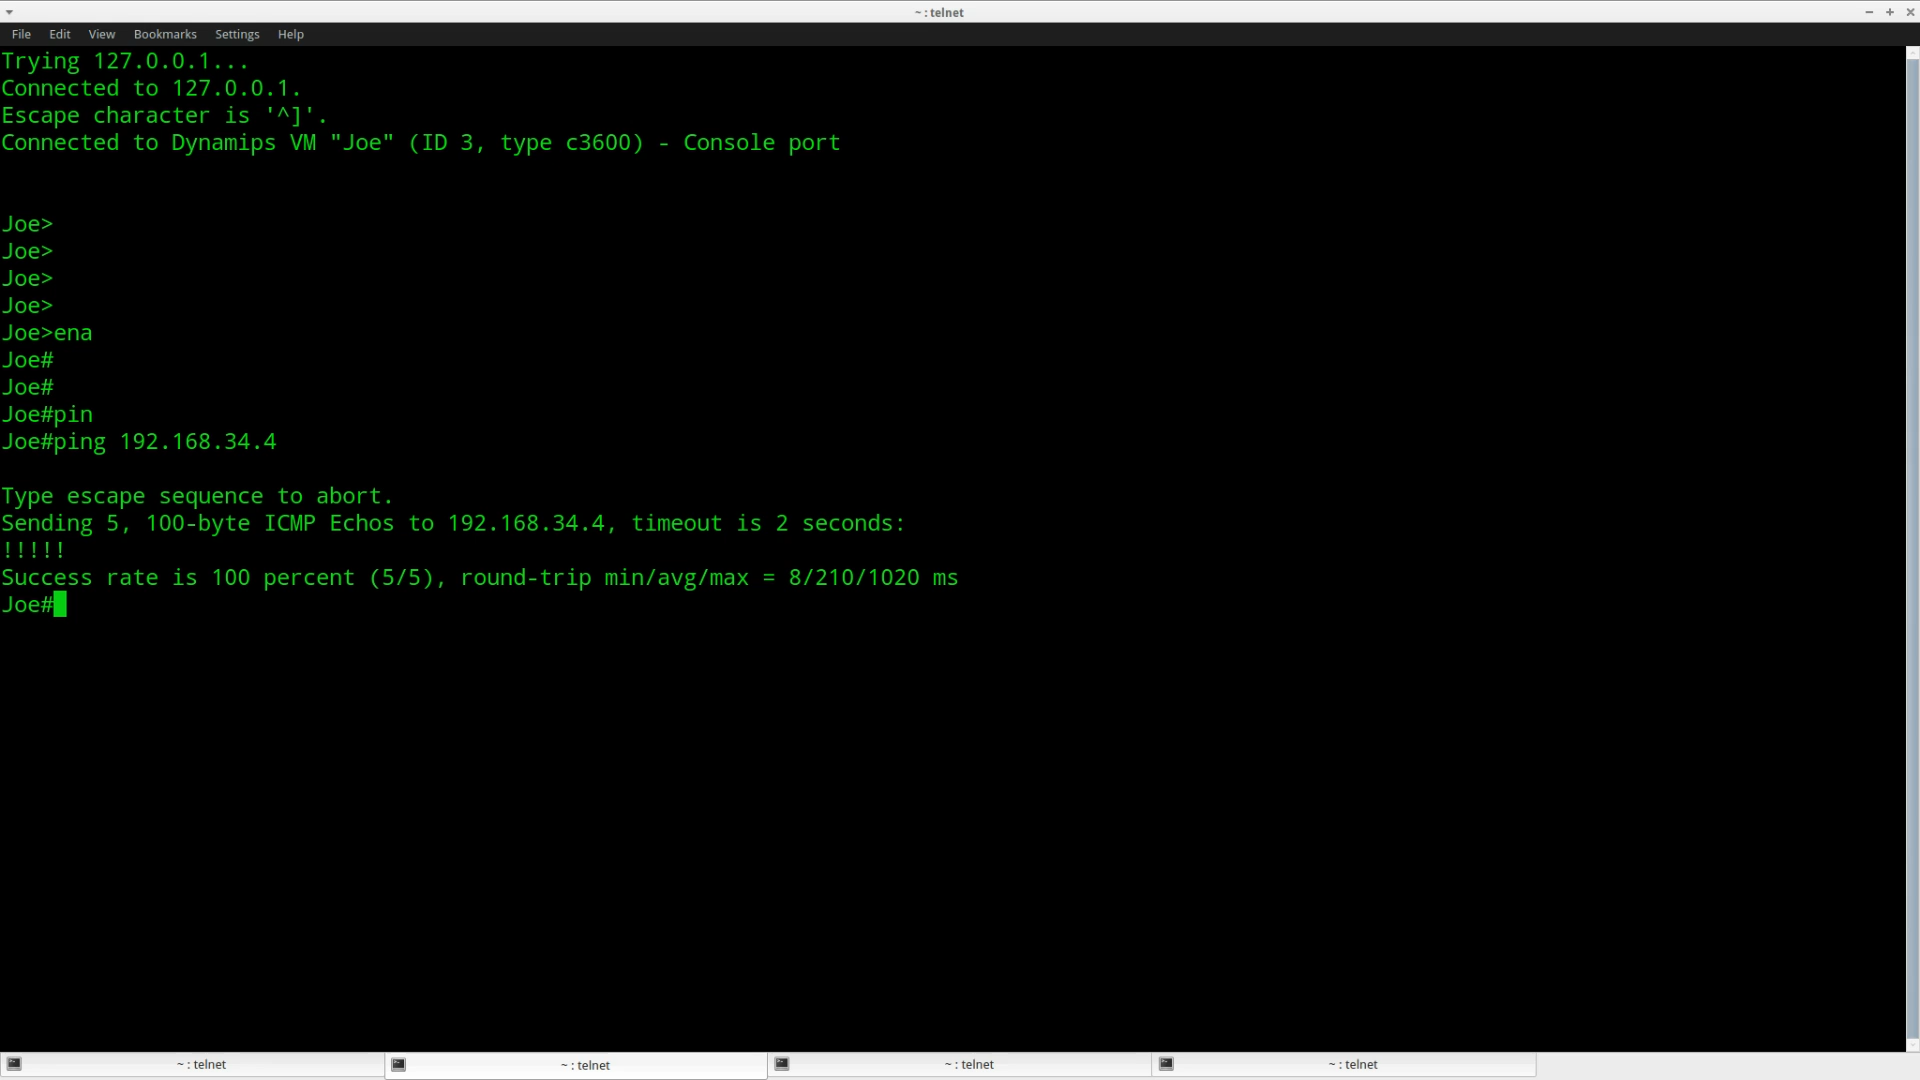 ~ : telnet
File Edit View Bookmarks Settings Help
Trying 127.0.0.1...
Connected to 127.0.0.1.
Escape character is '^]'.
Connected to Dynamips VM "Joe" (ID 3, type c3600) - Console port
Joe>
Joe>
Joe>
Joe>
Joe>ena
Joe#
Joe#
Joe#pin
Joe#ping 192.168.34.4
Type escape sequence to abort.
Sending 5, 100-byte ICMP Echos to 192.168.34.4, timeout is 2 seconds:
!!!!!
Success rate is 100 percent (5/5), round-trip min/avg/max = 8/210/1020 ms
Joe#
~ : telnet ~ : telnet ~ : telnet ~ : telnet